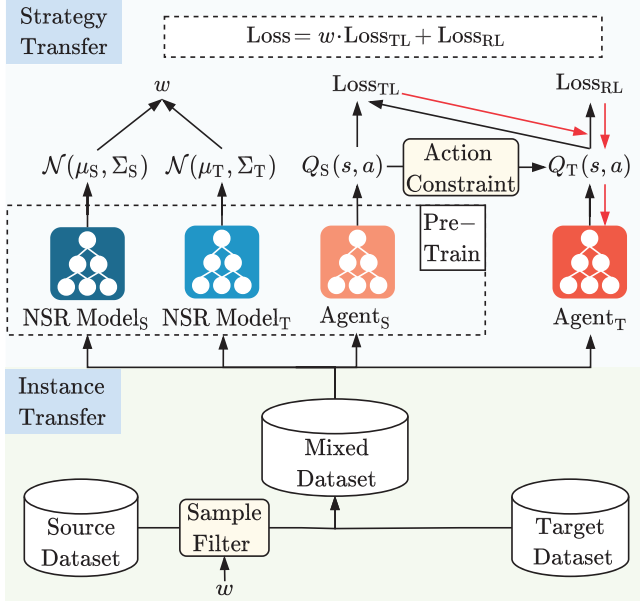 Strategy
Transfer
Loss = w·Loss_TL + Loss_RL
w
Loss_TL
Loss_RL
𝒩(μ_S, Σ_S)
𝒩(μ_T, Σ_T)
Q_S(s, a)
Action
Constraint
Q_T(s, a)
Pre−
Train
NSR Model_S
NSR Model_T
Agent_S
Agent_T
Instance
Transfer
Mixed
Dataset
Source
Dataset
Sample
Filter
Target
Dataset
w